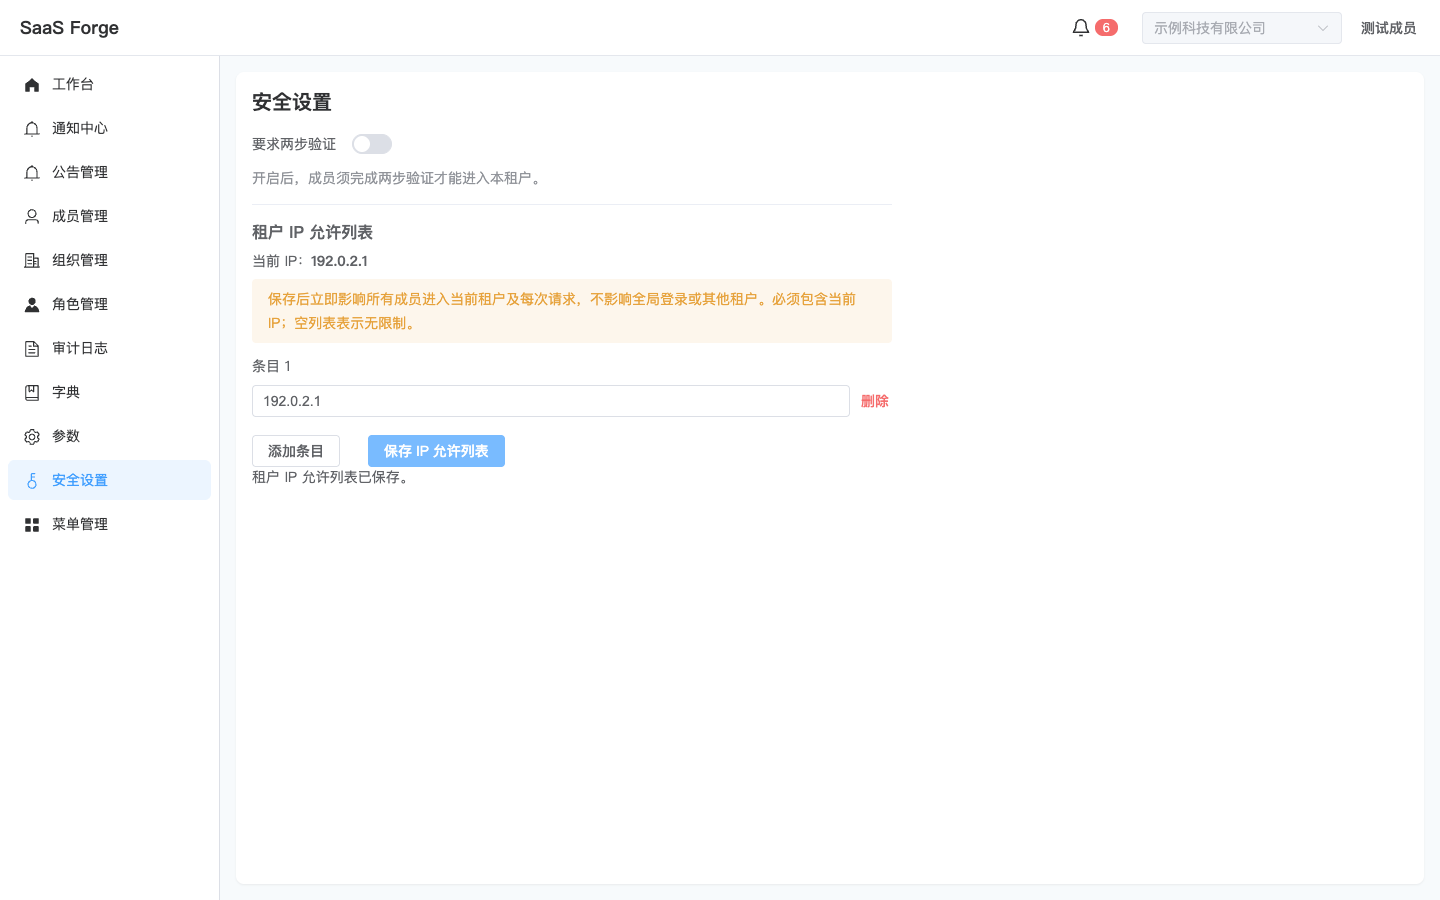 SaaS Forge
6
示例科技有限公司
测试成员
工作台
通知中心
公告管理
成员管理
组织管理
角色管理
审计日志
字典
参数
安全设置
菜单管理
安全设置
要求两步验证
开启后，成员须完成两步验证才能进入本租户。
租户 IP 允许列表
当前 IP：192.0.2.1
保存后立即影响所有成员进入当前租户及每次请求，不影响全局登录或其他租户。必须包含当前
IP；空列表表示无限制。
条目 1
192.0.2.1
删除
添加条目
保存 IP 允许列表
租户 IP 允许列表已保存。